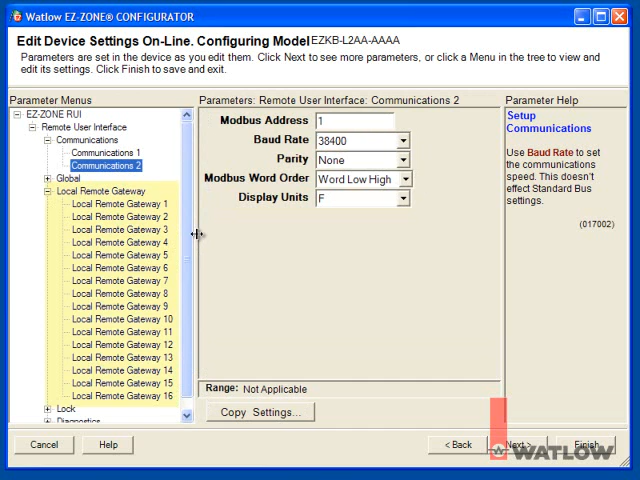 Watlow EZ-ZONE® CONFIGURATOR
Edit Device Settings On-Line. Configuring Model EZKB-L2AA-AAAA
Parameters are set in the device as you edit them. Click Next to see more parameters, or click a Menu in the tree to view and
edit its settings. Click Finish to save and exit.
Parameter Menus
EZ-ZONE RUI
Remote User Interface
Communications
Communications 1
Communications 2
Global
Local Remote Gateway
Local Remote Gateway 1
Local Remote Gateway 2
Local Remote Gateway 3
Local Remote Gateway 4
Local Remote Gateway 5
Local Remote Gateway 6
Local Remote Gateway 7
Local Remote Gateway 8
Local Remote Gateway 9
Local Remote Gateway 10
Local Remote Gateway 11
Local Remote Gateway 12
Local Remote Gateway 13
Local Remote Gateway 14
Local Remote Gateway 15
Local Remote Gateway 16
Lock
Diagnostics
Parameters: Remote User Interface: Communications 2
Modbus Address 1
Baud Rate 38400
Parity None
Modbus Word Order Word Low High
Display Units F
Range: Not Applicable
Copy Settings...
Parameter Help
Setup
Communications
Use Baud Rate to set
the communications
speed. This doesn't
effect Standard Bus
settings.
(017002)
Cancel
Help
< Back
Next >
Finish
WATLOW